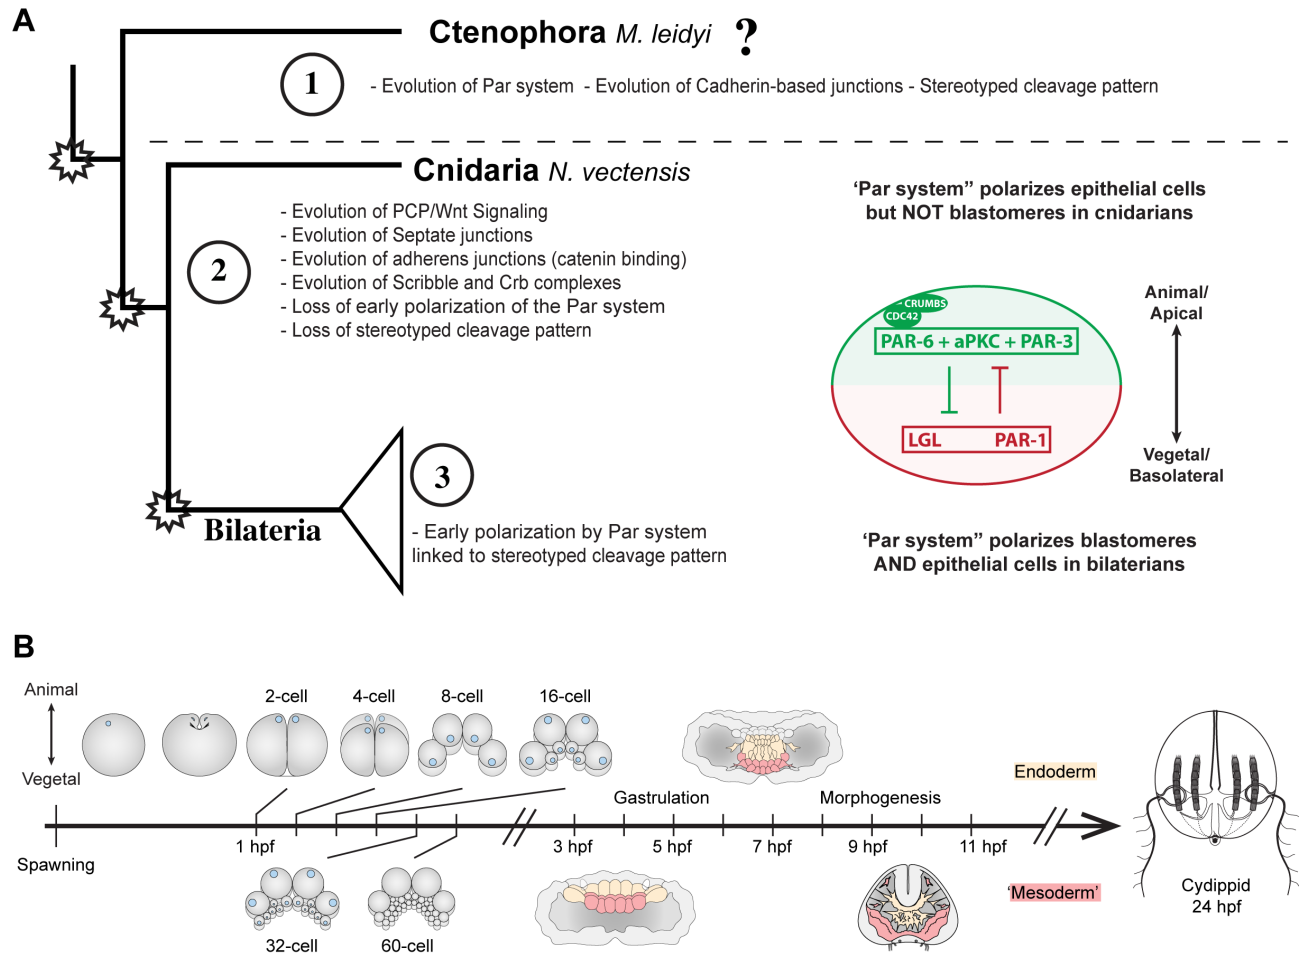 A
Ctenophora M. leidyi ?
1
- Evolution of Par system - Evolution of Cadherin-based junctions - Stereotyped cleavage pattern
Cnidaria N. vectensis
2
- Evolution of PCP/Wnt Signaling
- Evolution of Septate junctions
- Evolution of adherens junctions (catenin binding)
- Evolution of Scribble and Crb complexes
- Loss of early polarization of the Par system
- Loss of stereotyped cleavage pattern
Bilateria
3
- Early polarization by Par system
linked to stereotyped cleavage pattern
‘Par system” polarizes epithelial cells
but NOT blastomeres in cnidarians
CRUMBS
CDC42
PAR-6 + aPKC + PAR-3
LGL PAR-1
Animal/
Apical
Vegetal/
Basolateral
‘Par system” polarizes blastomeres
AND epithelial cells in bilaterians
B
Animal
Vegetal
2-cell 4-cell 8-cell 16-cell
Gastrulation Morphogenesis
Endoderm
Spawning
1 hpf 3 hpf 5 hpf 7 hpf 9 hpf 11 hpf
32-cell 60-cell
‘Mesoderm’
Cydippid
24 hpf